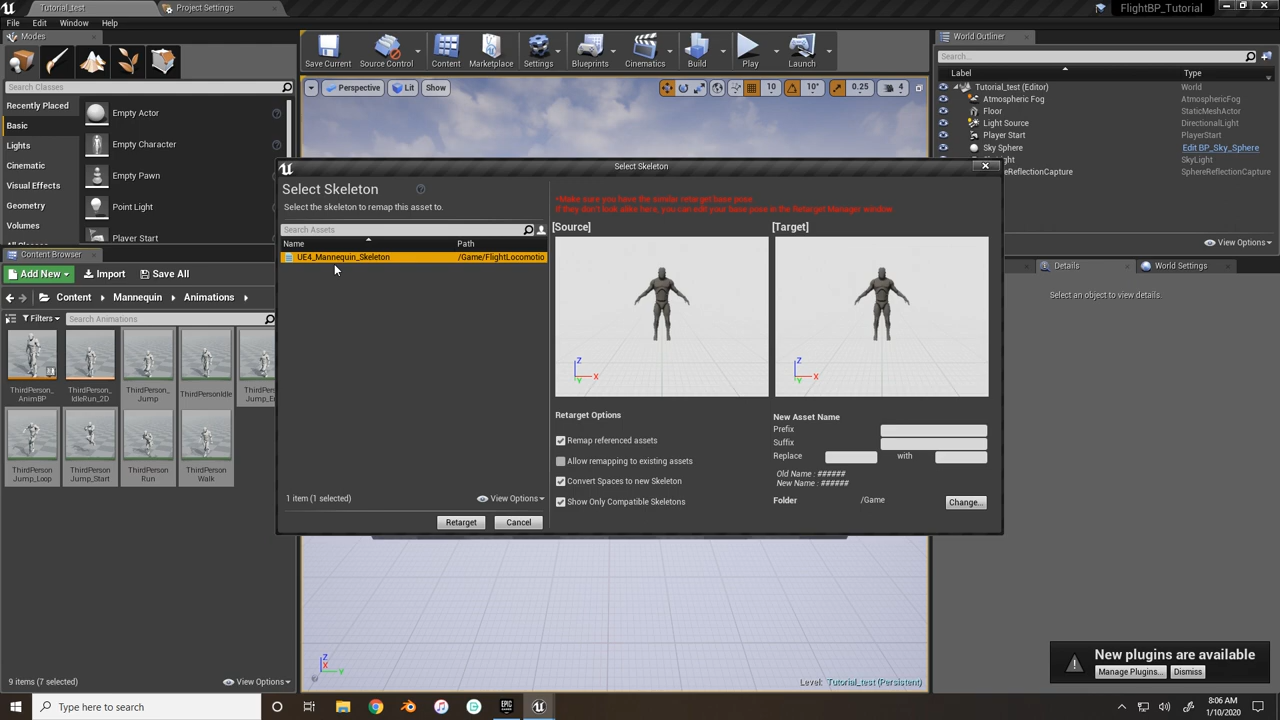 Tutorial_test
Project Settings
FlightBP_Tutorial
File Edit Window Help
Modes
Search Classes
Recently Placed
Basic
Lights
Cinematic
Visual Effects
Geometry
Volumes
Empty Actor
Empty Character
Empty Pawn
Point Light
Player Start
Save Current
Source Control
Content
Marketplace
Settings
Blueprints
Cinematics
Build
Play
Launch
Perspective
Lit
Show
10
10°
0.25
4
World Outliner
Search...
Label
Type
Tutorial_test (Editor) World
Atmospheric Fog AtmosphericFog
Floor StaticMeshActor
Light Source DirectionalLight
Player Start PlayerStart
Sky Sphere Edit BP_Sky_Sphere
SkyLight
SphereReflectionCapture
View Options
Details
World Settings
Select an object to view details.
Select Skeleton
Select Skeleton
Select the skeleton to remap this asset to.
Search Assets
Name
Path
UE4_Mannequin_Skeleton /Game/FlightLocomotio
1 item (1 selected)
View Options
Retarget
Cancel
*Make sure you have the similar retarget base pose.
If they don't look alike here, you can edit your base pose in the Retarget Manager window.
[Source]
[Target]
Z
X
Y
Z
X
Y
Retarget Options
Remap referenced assets
Allow remapping to existing assets
Convert Spaces to new Skeleton
Show Only Compatible Skeletons
New Asset Name
Prefix
Suffix
Replace
with
Old Name : ######
New Name : ######
Folder
/Game
Change...
Content Browser
Add New
Import
Save All
Content
Mannequin
Animations
Filters
Search Animations
ThirdPerson_
AnimBP
ThirdPerson_
IdleRun_2D
ThirdPerson_
Jump
ThirdPersonIdle
ThirdPerson
Jump_Loop
ThirdPerson
Jump_Start
ThirdPerson
Run
ThirdPerson
Walk
9 items (7 selected)
View Options
Z
X
Y
Level: Tutorial_test (Persistent)
New plugins are available
Manage Plugins...
Dismiss
Type here to search
EPIC
GAMES
8:06 AM
1/10/2020